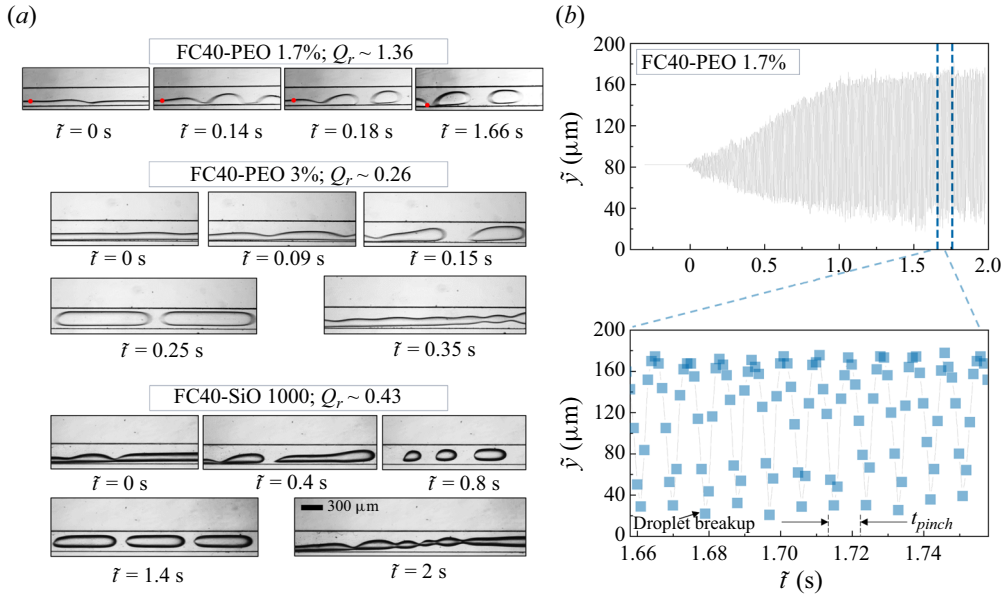 (a)
FC40-PEO 1.7%; Qr ~ 1.36
t̃ = 0 s
t̃ = 0.14 s
t̃ = 0.18 s
t̃ = 1.66 s
FC40-PEO 3%; Qr ~ 0.26
t̃ = 0 s
t̃ = 0.09 s
t̃ = 0.15 s
t̃ = 0.25 s
t̃ = 0.35 s
FC40-SiO 1000; Qr ~ 0.43
t̃ = 0 s
t̃ = 0.4 s
t̃ = 0.8 s
300 μm
t̃ = 1.4 s
t̃ = 2 s
(b)
FC40-PEO 1.7%
200
160
120
80
40
0
ỹ (μm)
0
0.5
1.0
1.5
2.0
200
160
120
80
40
0
ỹ (μm)
Droplet breakup
tpinch
1.66
1.68
1.70
1.72
1.74
t̃ (s)